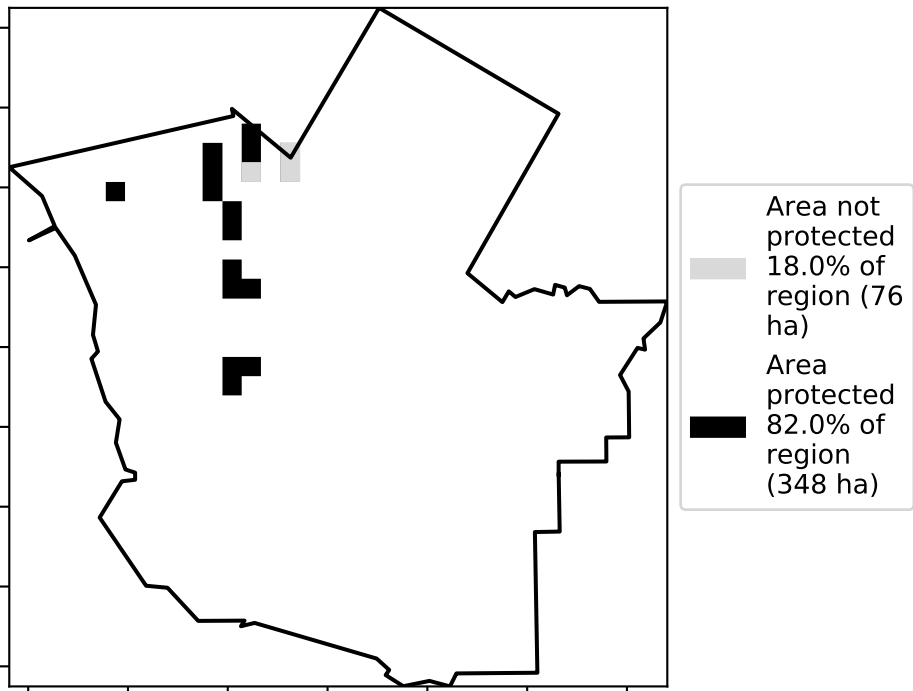 Area not
protected
18.0% of
region (76
ha)
Area
protected
82.0% of
region
(348 ha)